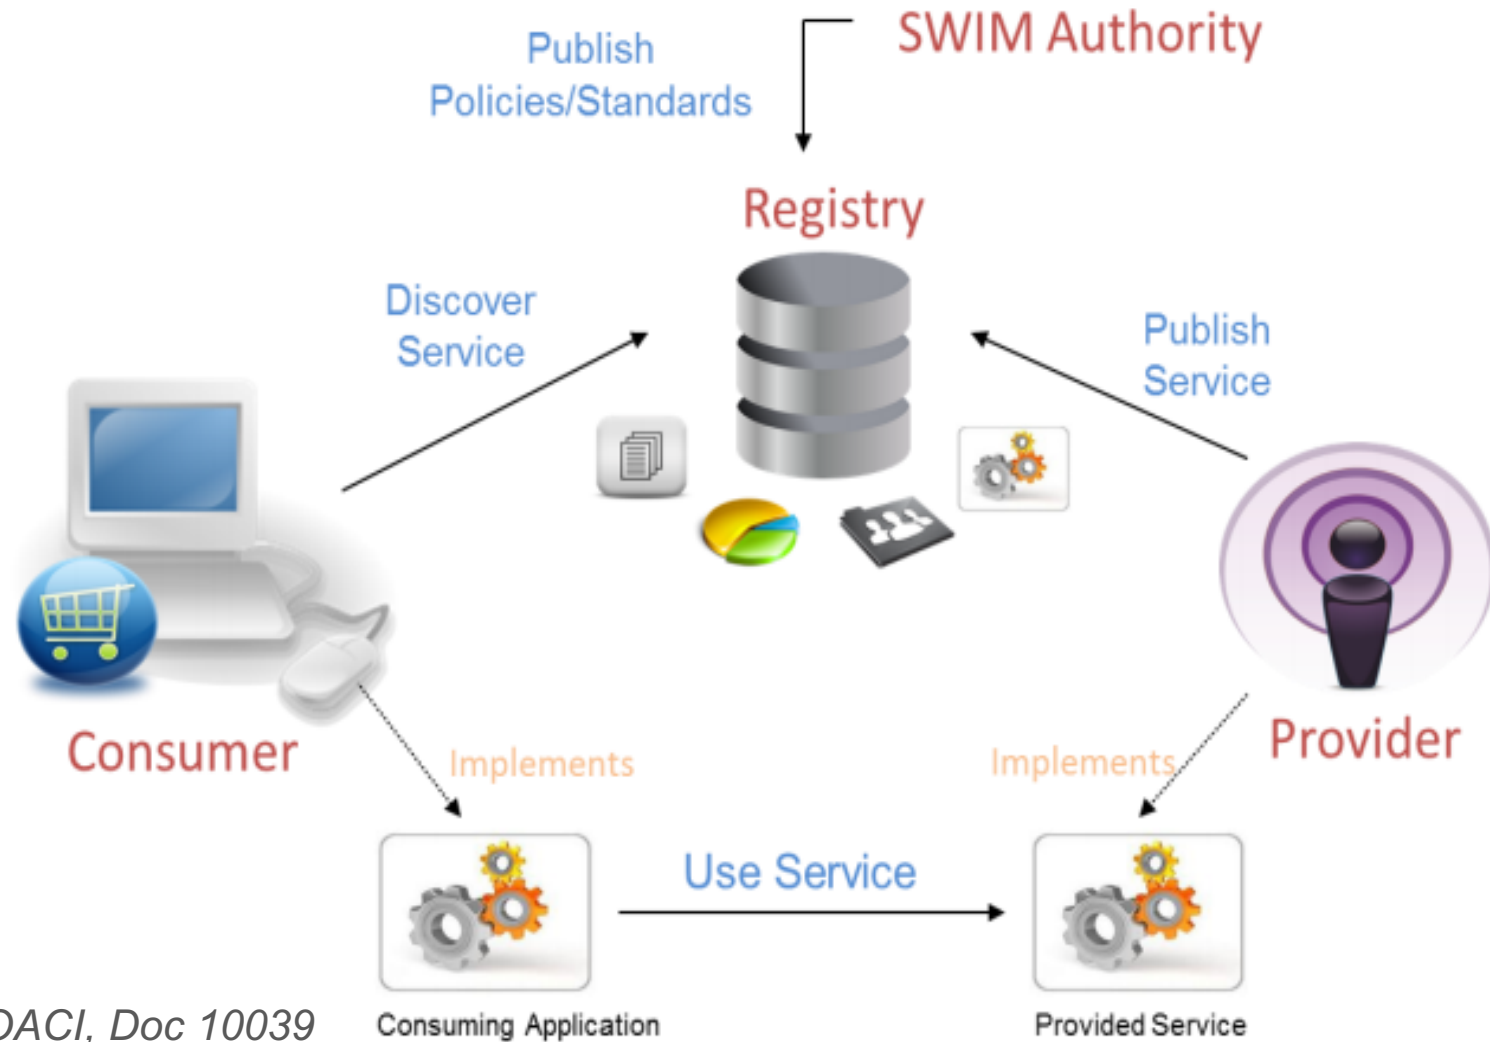 SWIM Authority
Publish
Policies/Standards
Registry
Discover
Service
Publish
Service
Consumer
Provider
Implements
Implements
Use Service
Consuming Application
Provided Service
Doc 10039